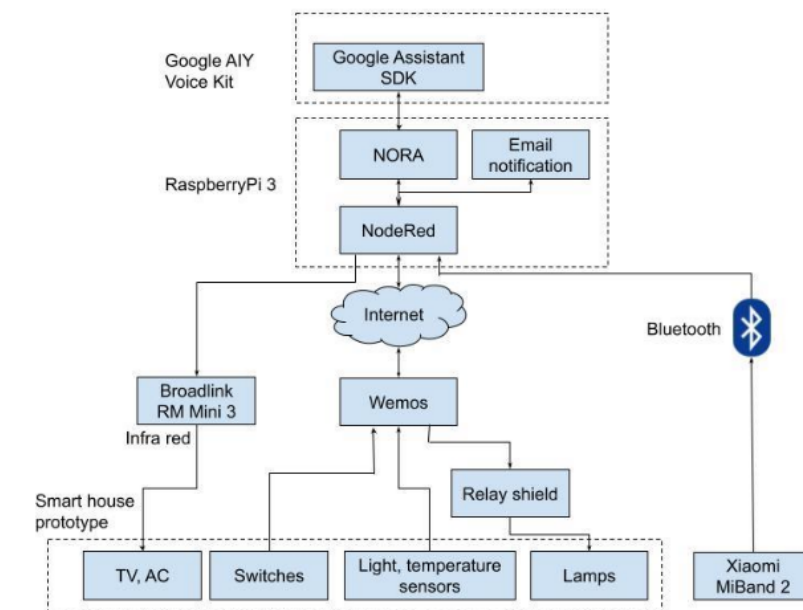 Google AIY
Voice Kit
Google Assistant
SDK
RaspberryPi 3
NORA
Email
notification
NodeRed
Internet
Bluetooth
Broadlink
RM Mini 3
Wemos
Infra red
Relay shield
Smart house
prototype
TV, AC
Switches
Light, temperature
sensors
Lamps
Xiaomi
MiBand 2